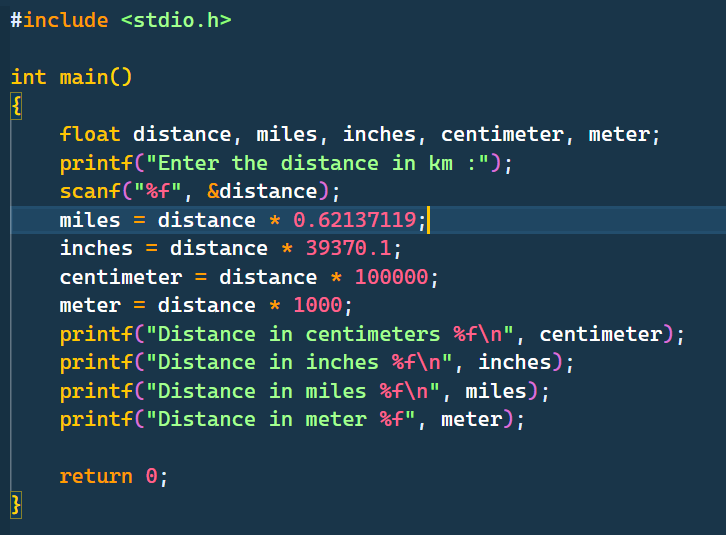 #include <stdio.h>
int main()
{
float distance, miles, inches, centimeter, meter;
printf("Enter the distance in km :");
scanf("%f", &distance);
miles = distance * 0.62137119;
inches = distance * 39370.1;
centimeter = distance * 100000;
meter = distance * 1000;
printf("Distance in centimeters %f\n", centimeter);
printf("Distance in inches %f\n", inches);
printf("Distance in miles %f\n", miles);
printf("Distance in meter %f", meter);
return 0;
}